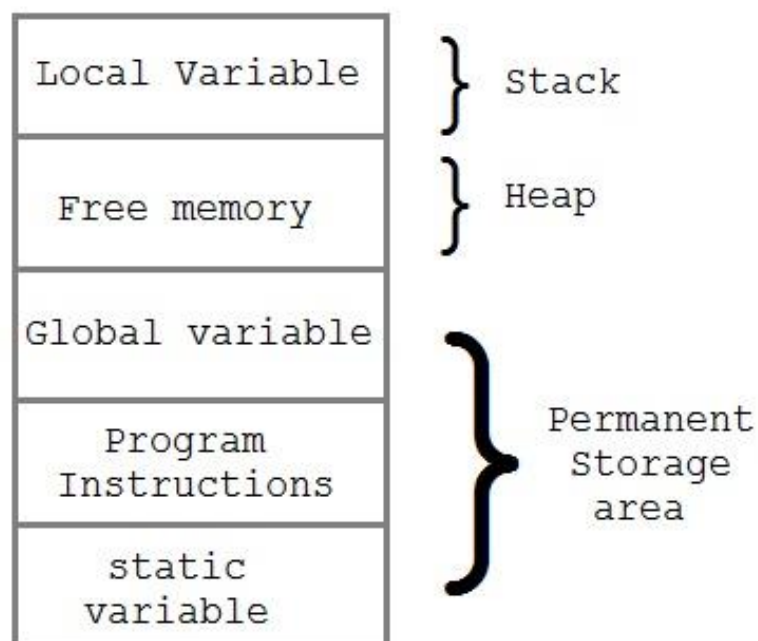 Local Variable
Stack
Free memory
Heap
Global variable
Program
Instructions
Permanent
Storage
area
static
variable